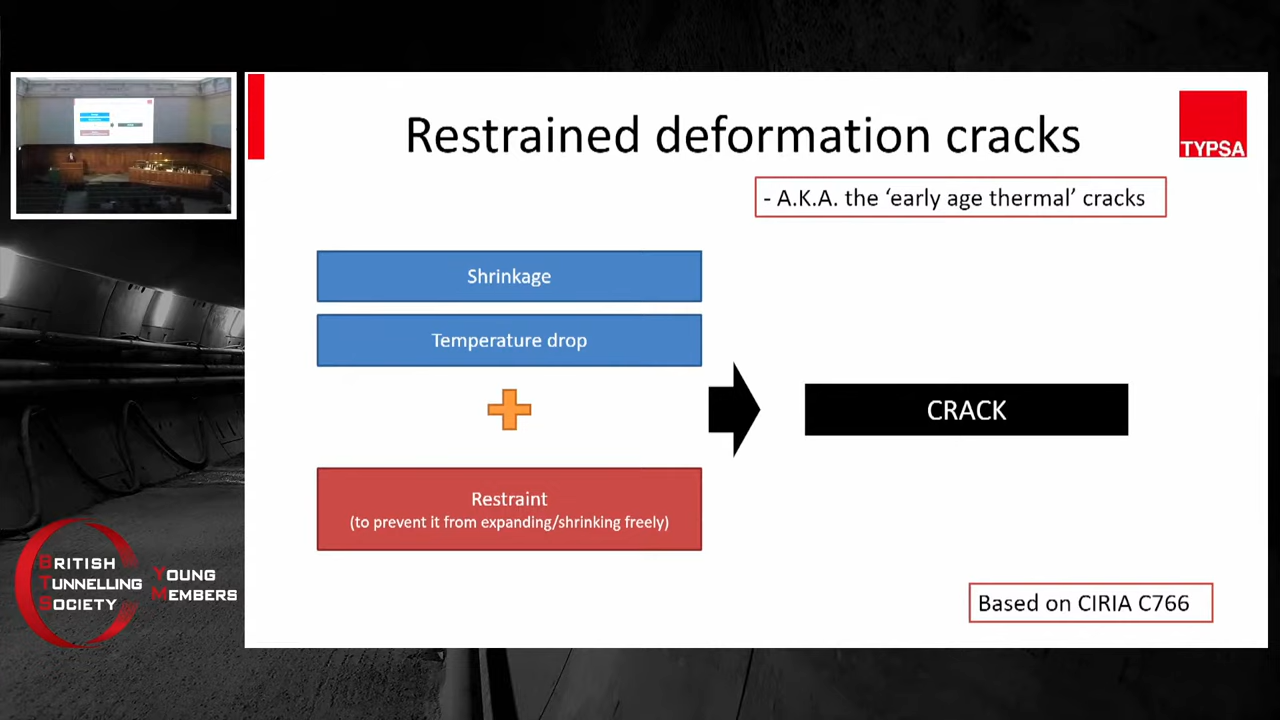 Restrained deformation cracks
TYPSA
- A.K.A. the ‘early age thermal’ cracks
Shrinkage
Temperature drop
CRACK
Restraint
(to prevent it from expanding/shrinking freely)
Based on CIRIA C766
BRITISH
TUNNELLING
SOCIETY
YOUNG
MEMBERS